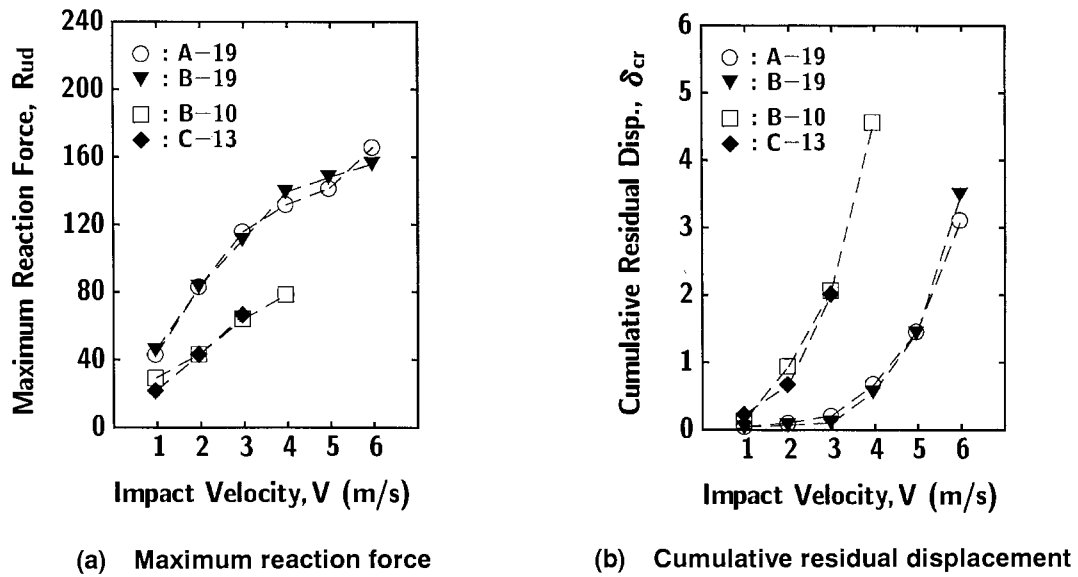 Maximum Reaction Force, Rud
240
200
160
120
80
40
0
○ : A-19
▼ : B-19
□ : B-10
◆ : C-13
1 2 3 4 5 6
Impact Velocity, V (m/s)
(a) Maximum reaction force
Cumulative Residual Disp., δcr
6
5
4
3
2
1
0
○ : A-19
▼ : B-19
□ : B-10
◆ : C-13
1 2 3 4 5 6
Impact Velocity, V (m/s)
(b) Cumulative residual displacement